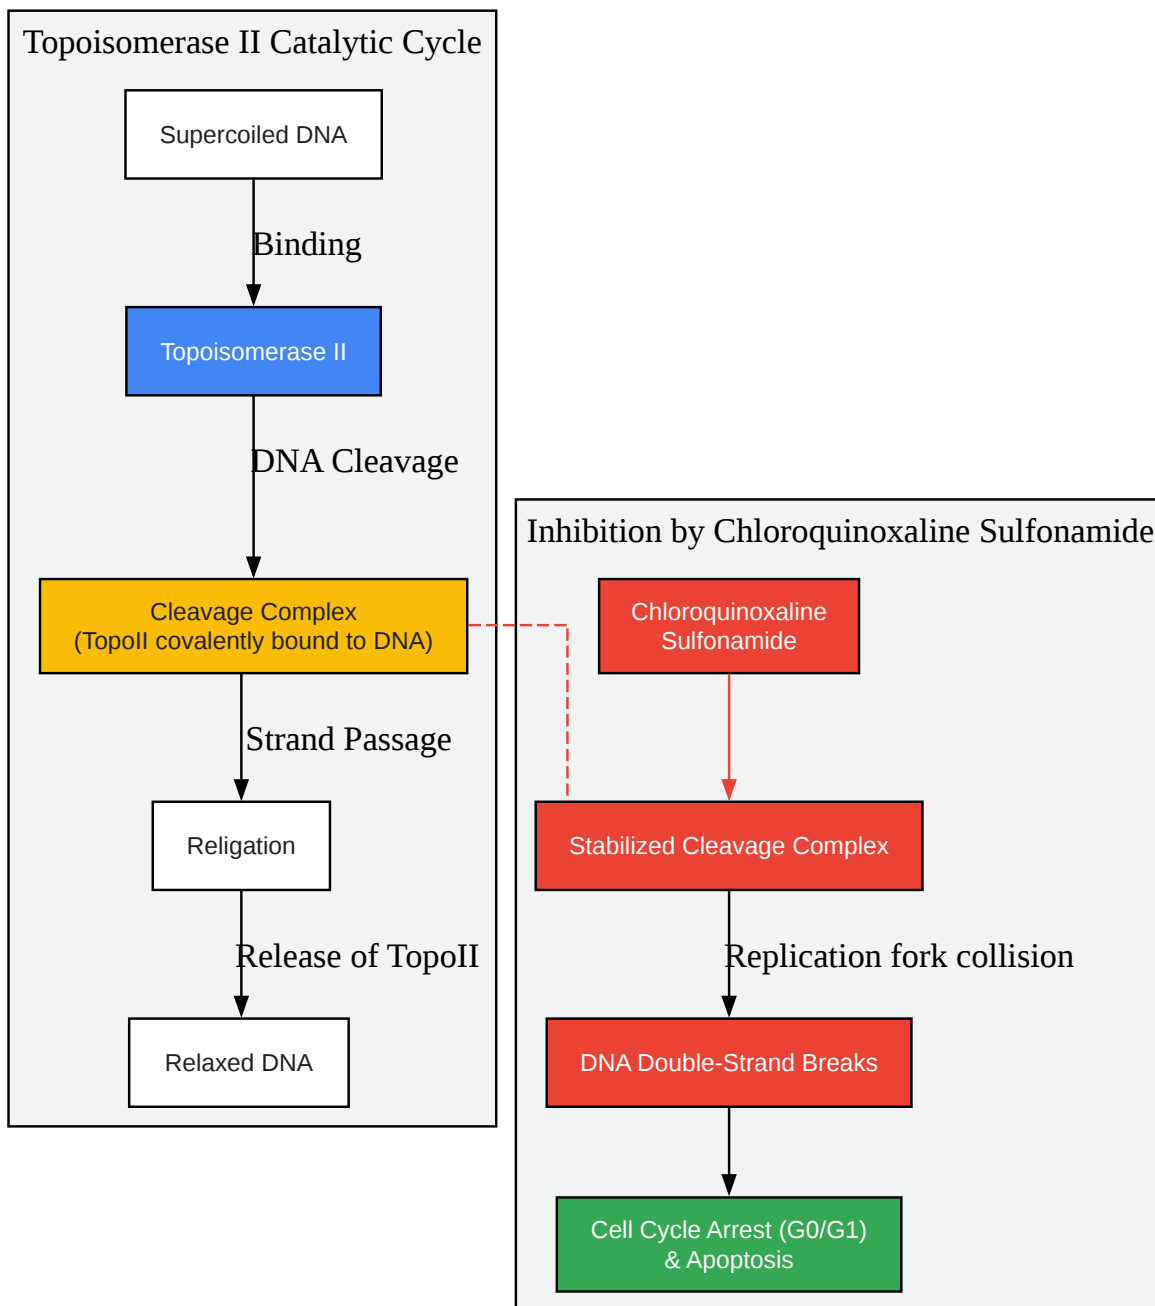 Topoisomerase II Catalytic Cycle
Supercoiled DNA
Binding
Topoisomerase II
DNA Cleavage
Cleavage Complex
(TopoII covalently bound to DNA)
Strand Passage
Religation
Release of TopoII
Relaxed DNA
Inhibition by Chloroquinoxaline Sulfonamide
Chloroquinoxaline
Sulfonamide
Stabilized Cleavage Complex
Replication fork collision
DNA Double-Strand Breaks
Cell Cycle Arrest (G0/G1)
& Apoptosis